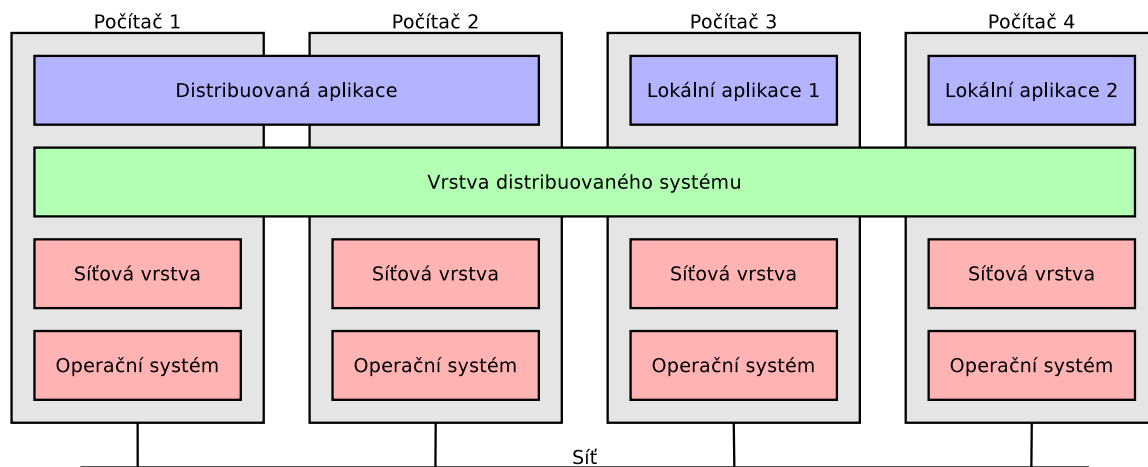 Počítač 1
Počítač 2
Počítač 3
Počítač 4
Distribuovaná aplikace
Lokální aplikace 1
Lokální aplikace 2
Vrstva distribuovaného systému
Síťová vrstva
Síťová vrstva
Síťová vrstva
Síťová vrstva
Operační systém
Operační systém
Operační systém
Operační systém
Síť